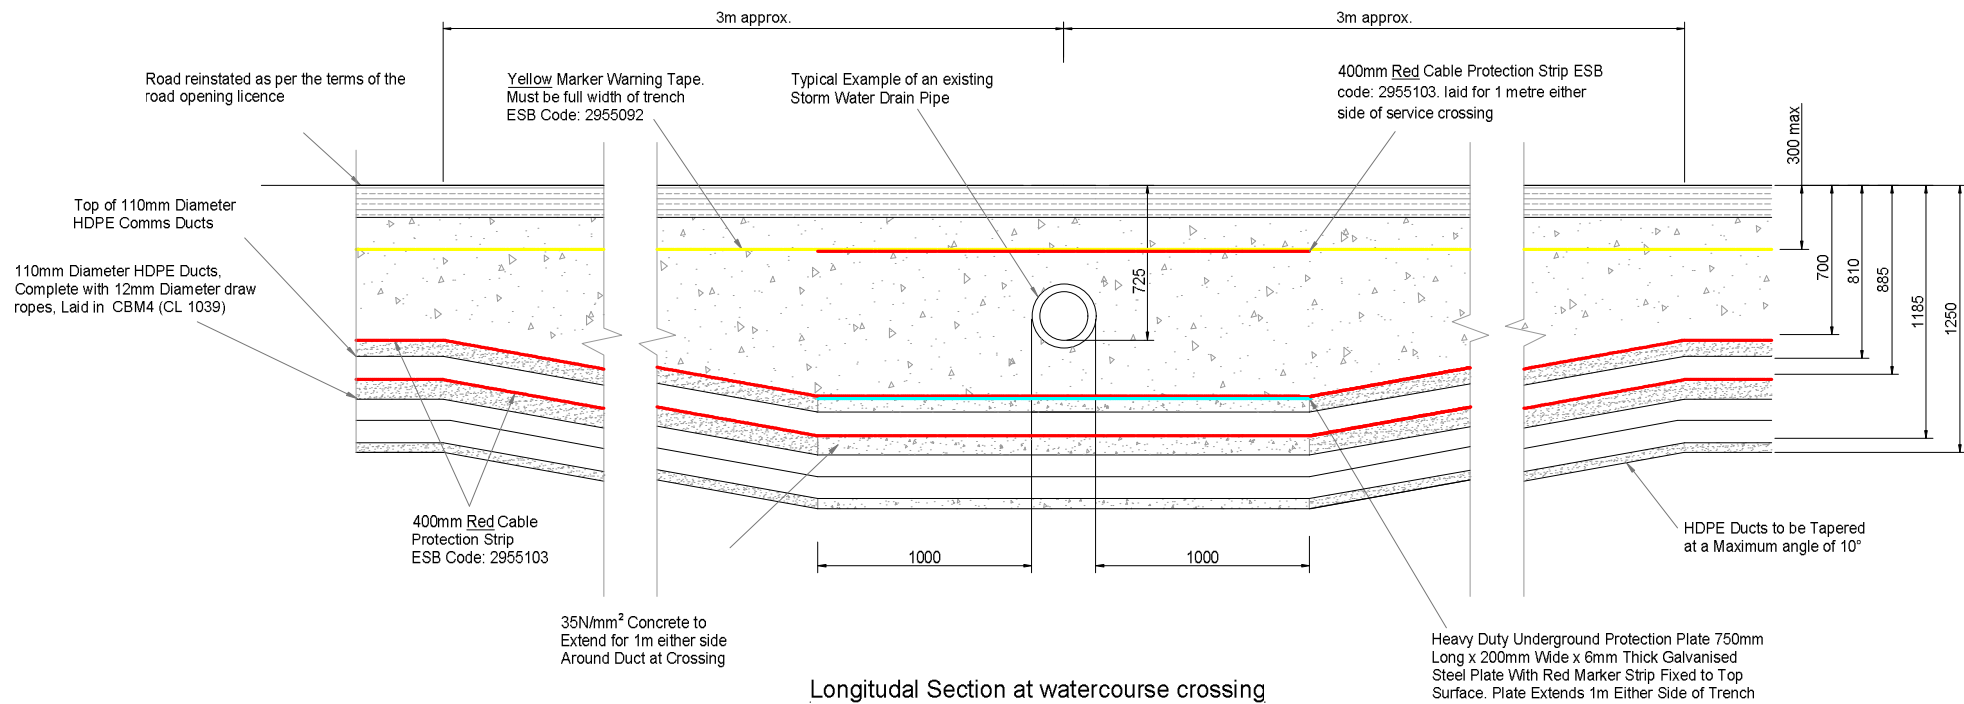 3m approx.
3m approx.
Road reinstated as per the terms of the
road opening licence
Yellow Marker Warning Tape.
Must be full width of trench
ESB Code: 2955092
Typical Example of an existing
Storm Water Drain Pipe
400mm Red Cable Protection Strip ESB
code: 2955103. laid for 1 metre either
side of service crossing
300 max
Top of 110mm Diameter
HDPE Comms Ducts
110mm Diameter HDPE Ducts,
Complete with 12mm Diameter draw
ropes, Laid in CBM4 (CL 1039)
725
700
810
885
1185
1250
400mm Red Cable
Protection Strip
ESB Code: 2955103
1000
1000
HDPE Ducts to be Tapered
at a Maximum angle of 10°
35N/mm² Concrete to
Extend for 1m either side
Around Duct at Crossing
Heavy Duty Underground Protection Plate 750mm
Long x 200mm Wide x 6mm Thick Galvanised
Steel Plate With Red Marker Strip Fixed to Top
Surface. Plate Extends 1m Either Side of Trench
Longitudal Section at watercourse crossing